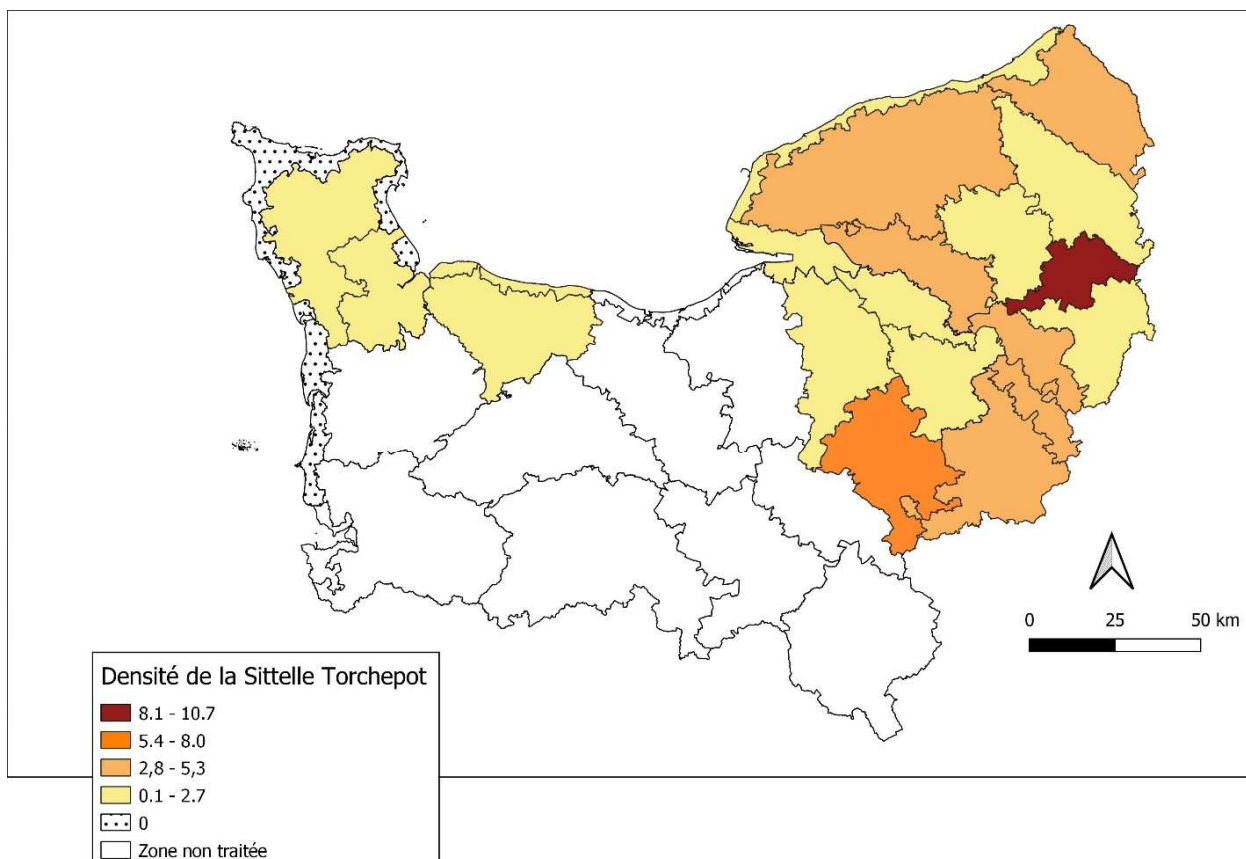 0 25 50 km
Densité de la Sittelle Torchepot
8.1 - 10.7
5.4 - 8.0
2,8 - 5,3
0.1 - 2.7
0
Zone non traitée